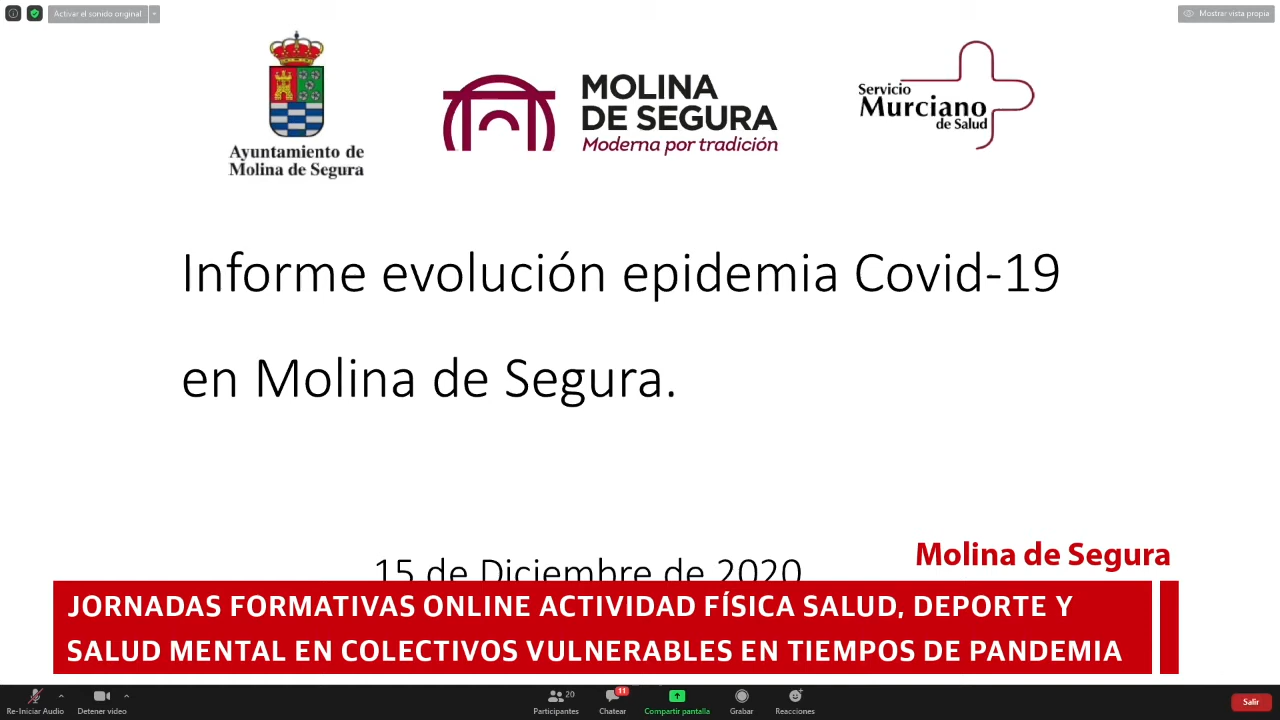 Activar el sonido original
Mostrar vista propia
Ayuntamiento de
Molina de Segura
MOLINA
DE SEGURA
Moderna por tradición
Servicio
Murciano
de Salud
Informe evolución epidemia Covid-19
en Molina de Segura.
15 de Diciembre de 2020
Molina de Segura
JORNADAS FORMATIVAS ONLINE ACTIVIDAD FÍSICA SALUD, DEPORTE Y
SALUD MENTAL EN COLECTIVOS VULNERABLES EN TIEMPOS DE PANDEMIA
20
11
Re-Iniciar Audio
Detener video
Participantes
Chatear
Compartir pantalla
Grabar
Reacciones
Salir